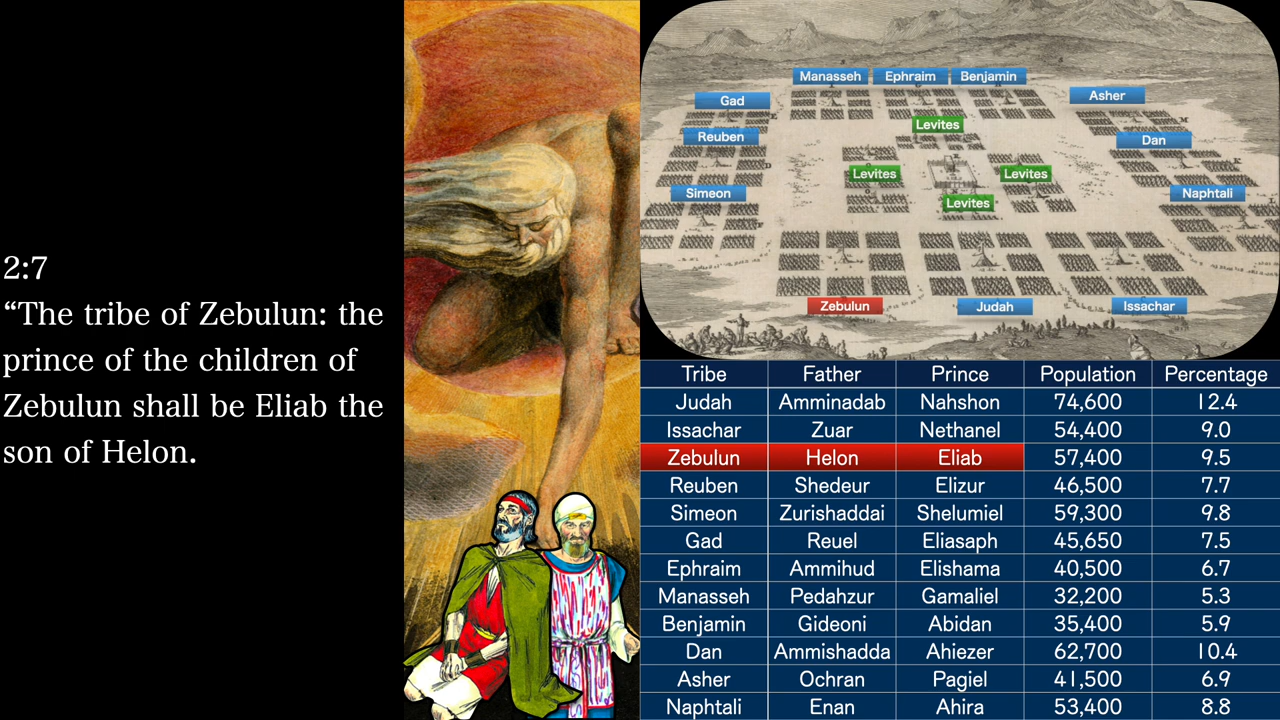 2:7
“The tribe of Zebulun: the
prince of the children of
Zebulun shall be Eliab the
son of Helon.
Manasseh Ephraim Benjamin
Gad Asher
Levites
Reuben Dan
Levites Levites
Simeon Naphtali
Levites
Zebulun Judah Issachar
Tribe Father Prince Population Percentage
Judah Amminadab Nahshon 74,600 12.4
Issachar Zuar Nethanel 54,400 9.0
Zebulun Helon Eliab 57,400 9.5
Reuben Shedeur Elizur 46,500 7.7
Simeon Zurishaddai Shelumiel 59,300 9.8
Gad Reuel Eliasaph 45,650 7.5
Ephraim Ammihud Elishama 40,500 6.7
Manasseh Pedahzur Gamaliel 32,200 5.3
Benjamin Gideoni Abidan 35,400 5.9
Dan Ammishadda Ahiezer 62,700 10.4
Asher Ochran Pagiel 41,500 6.9
Naphtali Enan Ahira 53,400 8.8